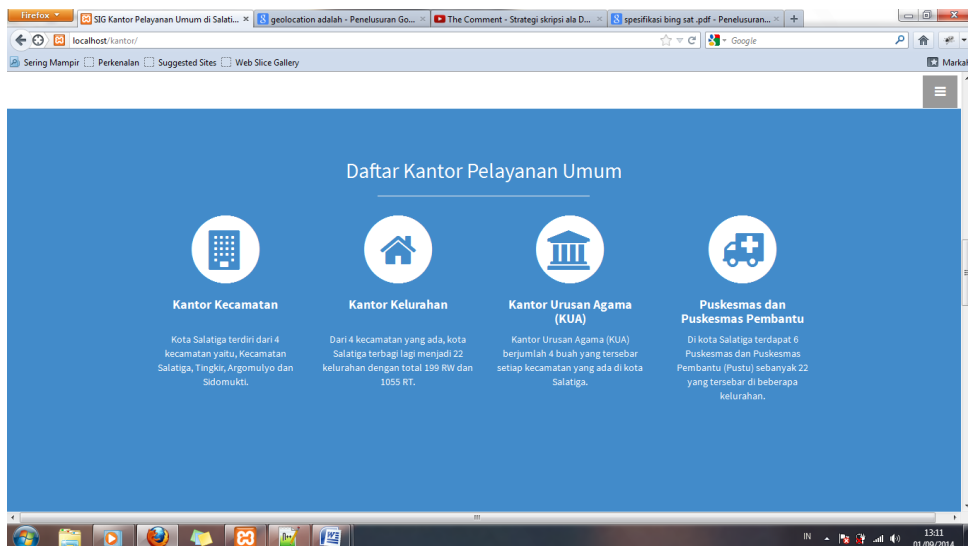 Firefox
SIG Kantor Pelayanan Umum di Salati...
geolocation adalah - Penelusuran Go...
The Comment - Strategi skripsi ala D...
spesifikasi bing sat .pdf - Penelusuran...
localhost/kantor/
Google
Sering Mampir
Perkenalan
Suggested Sites
Web Slice Gallery
Markah
Daftar Kantor Pelayanan Umum
Kantor Kecamatan
Kota Salatiga terdiri dari 4
kecamatan yaitu, Kecamatan
Salatiga, Tingkir, Argomulyo dan
Sidomukti.
Kantor Kelurahan
Dari 4 kecamatan yang ada, kota
Salatiga terbagi lagi menjadi 22
kelurahan dengan total 199 RW dan
1055 RT.
Kantor Urusan Agama
(KUA)
Kantor Urusan Agama (KUA)
berjumlah 4 buah yang tersebar
setiap kecamatan yang ada di kota
Salatiga.
Puskesmas dan
Puskesmas Pembantu
Di kota Salatiga terdapat 6
Puskesmas dan Puskesmas
Pembantu (Pustu) sebanyak 22
yang tersebar di beberapa
kelurahan.
IN
13:11
01/09/2014